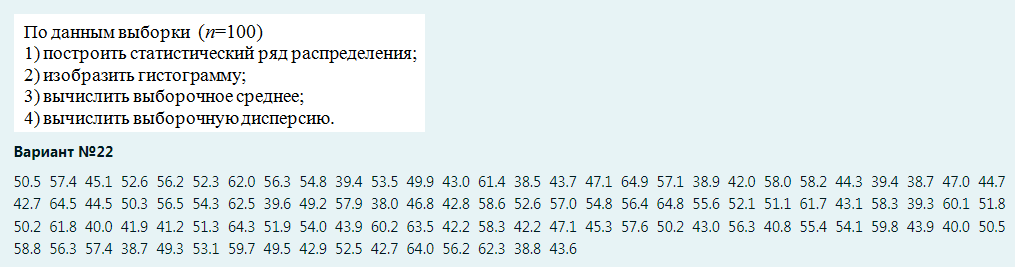 По данным выборки (n=100)
1) построить статистический ряд распределения;
2) изобразить гистограмму;
3) вычислить выборочное среднее;
4) вычислить выборочную дисперсию.
Вариант №22
50.5 57.4 45.1 52.6 56.2 52.3 62.0 56.3 54.8 39.4 53.5 49.9 43.0 61.4 38.5 43.7 47.1 64.9 57.1 38.9 42.0 58.0 58.2 44.3 39.4 38.7 47.0 44.7
42.7 64.5 44.5 50.3 56.5 54.3 62.5 39.6 49.2 57.9 38.0 46.8 42.8 58.6 52.6 57.0 54.8 56.4 64.8 55.6 52.1 51.1 61.7 43.1 58.3 39.3 60.1 51.8
50.2 61.8 40.0 41.9 41.2 51.3 64.3 51.9 54.0 43.9 60.2 63.5 42.2 58.3 42.2 47.1 45.3 57.6 50.2 43.0 56.3 40.8 55.4 54.1 59.8 43.9 40.0 50.5
58.8 56.3 57.4 38.7 49.3 53.1 59.7 49.5 42.9 52.5 42.7 64.0 56.2 62.3 38.8 43.6